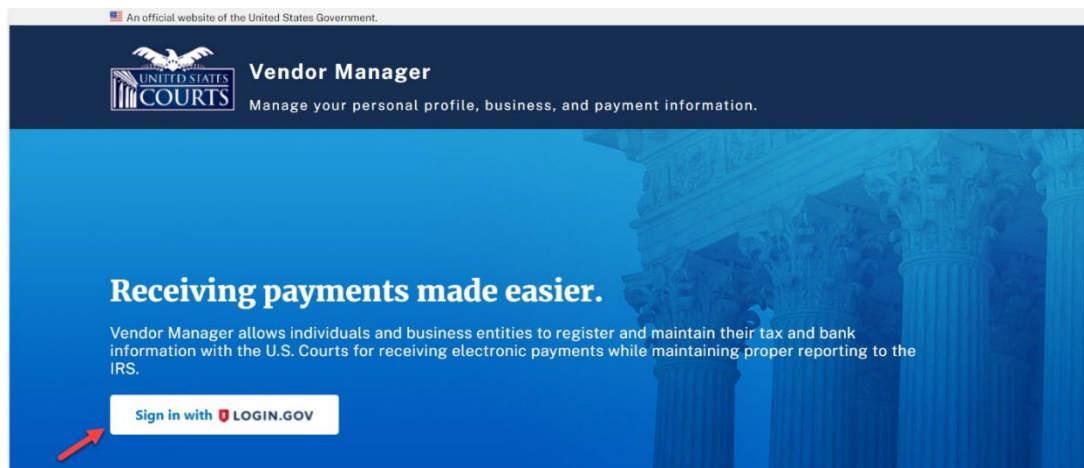 An official website of the United States Government.
UNITED STATES
COURTS
Vendor Manager
Manage your personal profile, business, and payment information.
Receiving payments made easier.
Vendor Manager allows individuals and business entities to register and maintain their tax and bank
information with the U.S. Courts for receiving electronic payments while maintaining proper reporting to the
IRS.
Sign in with LOGIN.GOV